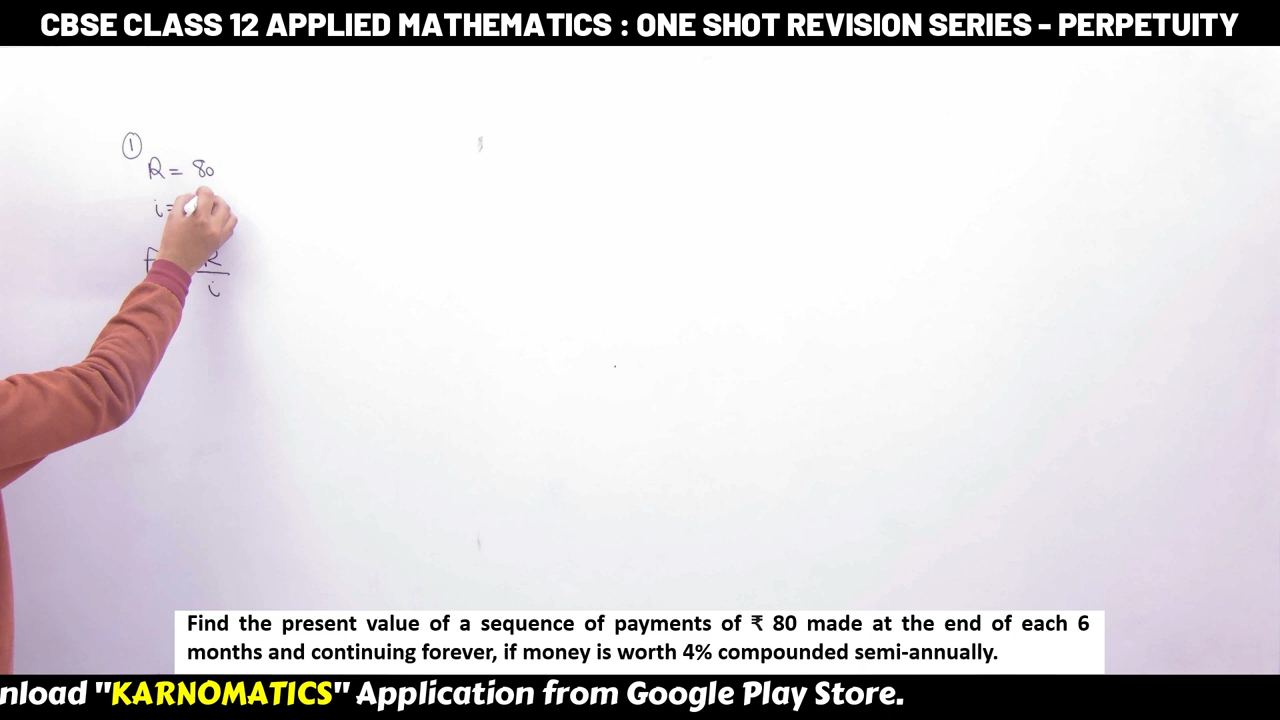 CBSE CLASS 12 APPLIED MATHEMATICS : ONE SHOT REVISION SERIES - PERPETUITY
①
R = 80
i =
R
i
Find the present value of a sequence of payments of ₹ 80 made at the end of each 6
months and continuing forever, if money is worth 4% compounded semi-annually.
nload "KARNOMATICS" Application from Google Play Store.